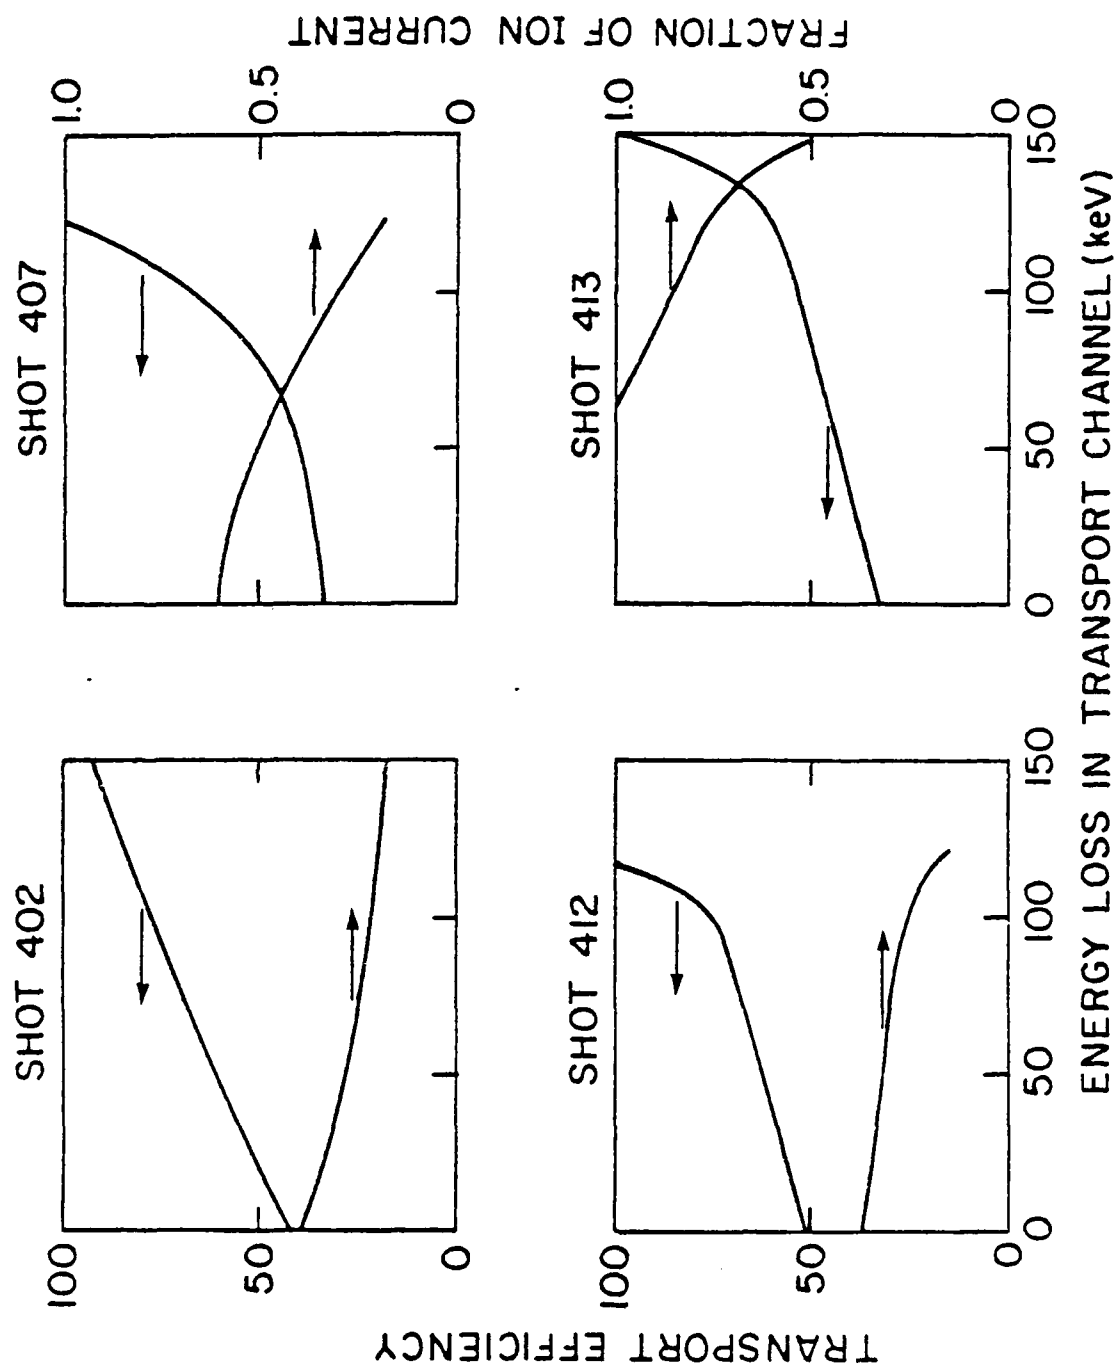 SHOT 402
SHOT 407
100
50
0
1.0
0.5
0
SHOT 412
SHOT 413
100
50
0
1.0
0.5
0
0
50
100
150
0
50
100
150
TRANSPORT EFFICIENCY
FRACTION OF ION CURRENT
ENERGY LOSS IN TRANSPORT CHANNEL (keV)